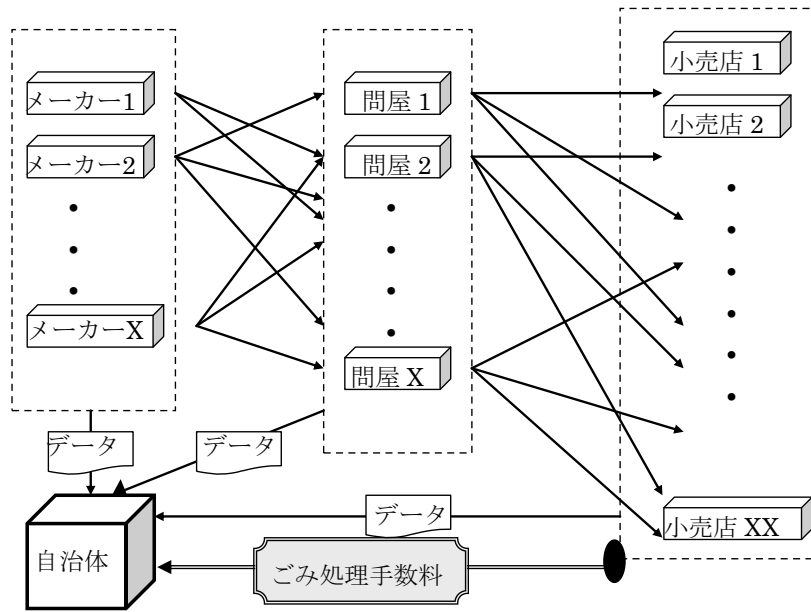 メーカー1
メーカー2
メーカーX
問屋 1
問屋 2
問屋 X
小売店 1
小売店 2
小売店 XX
データ
データ
データ
自治体
ごみ処理手数料